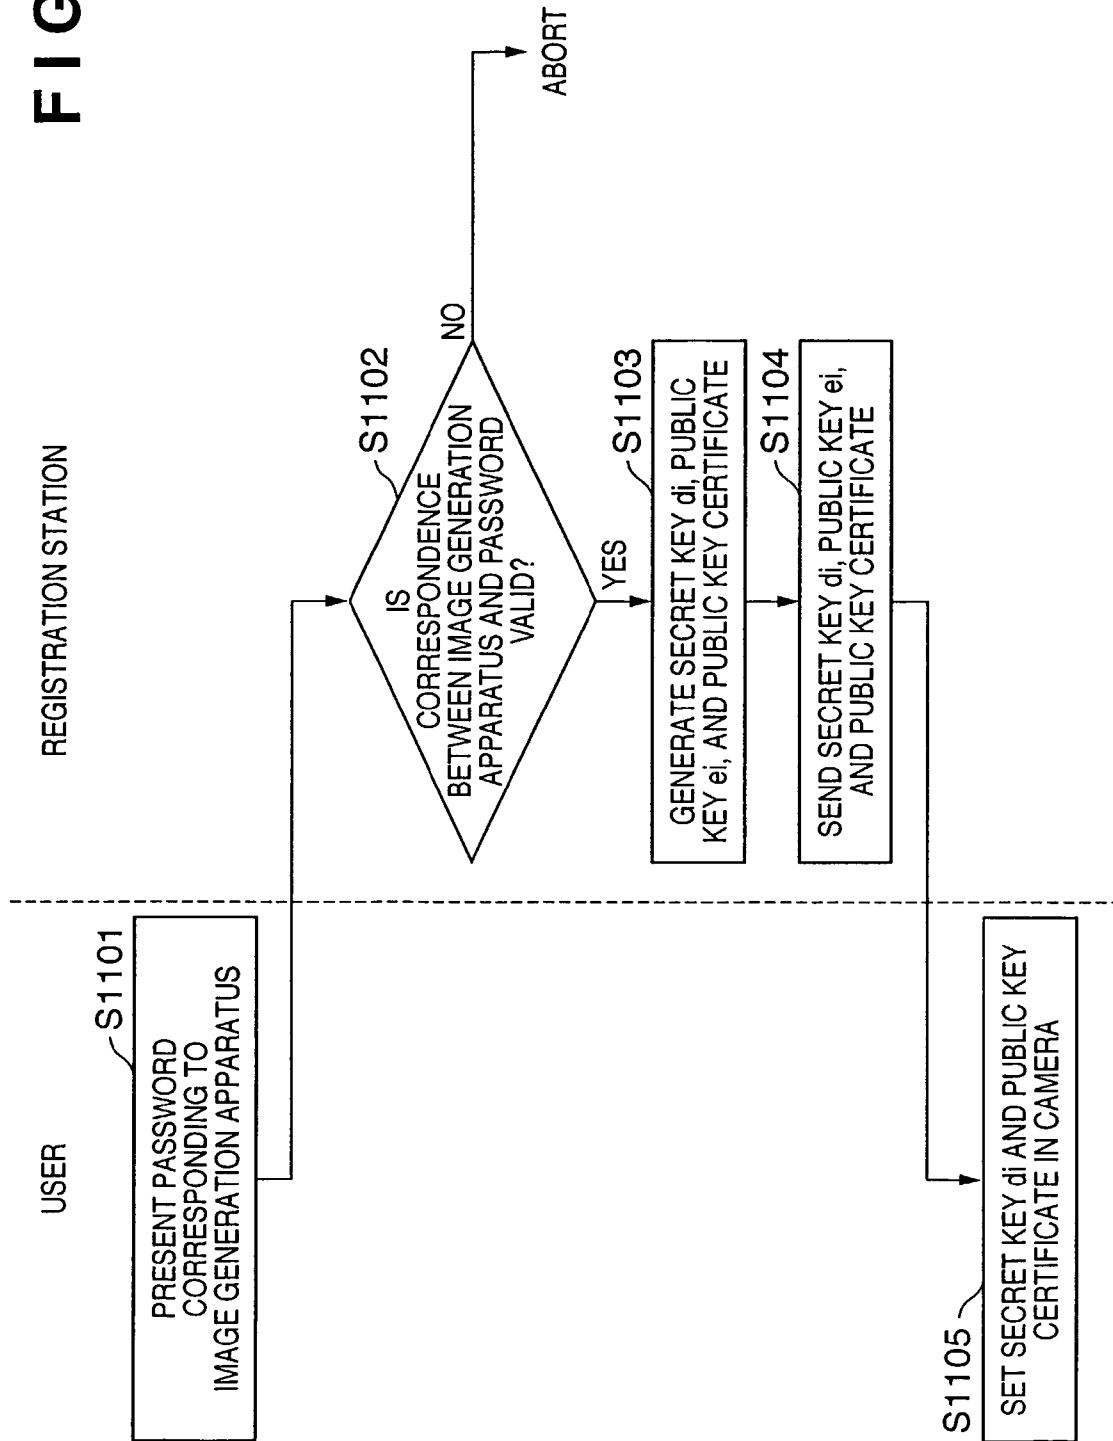 FIG
USER
REGISTRATION STATION
S1101
PRESENT PASSWORD
CORRESPONDING TO
IMAGE GENERATION APPARATUS
S1102
IS
CORRESPONDENCE
BETWEEN IMAGE GENERATION
APPARATUS AND PASSWORD
VALID?
NO
ABORT
YES
S1103
GENERATE SECRET KEY di, PUBLIC
KEY ei, AND PUBLIC KEY CERTIFICATE
S1104
SEND SECRET KEY di, PUBLIC KEY ei,
AND PUBLIC KEY CERTIFICATE
S1105
SET SECRET KEY di AND PUBLIC KEY
CERTIFICATE IN CAMERA